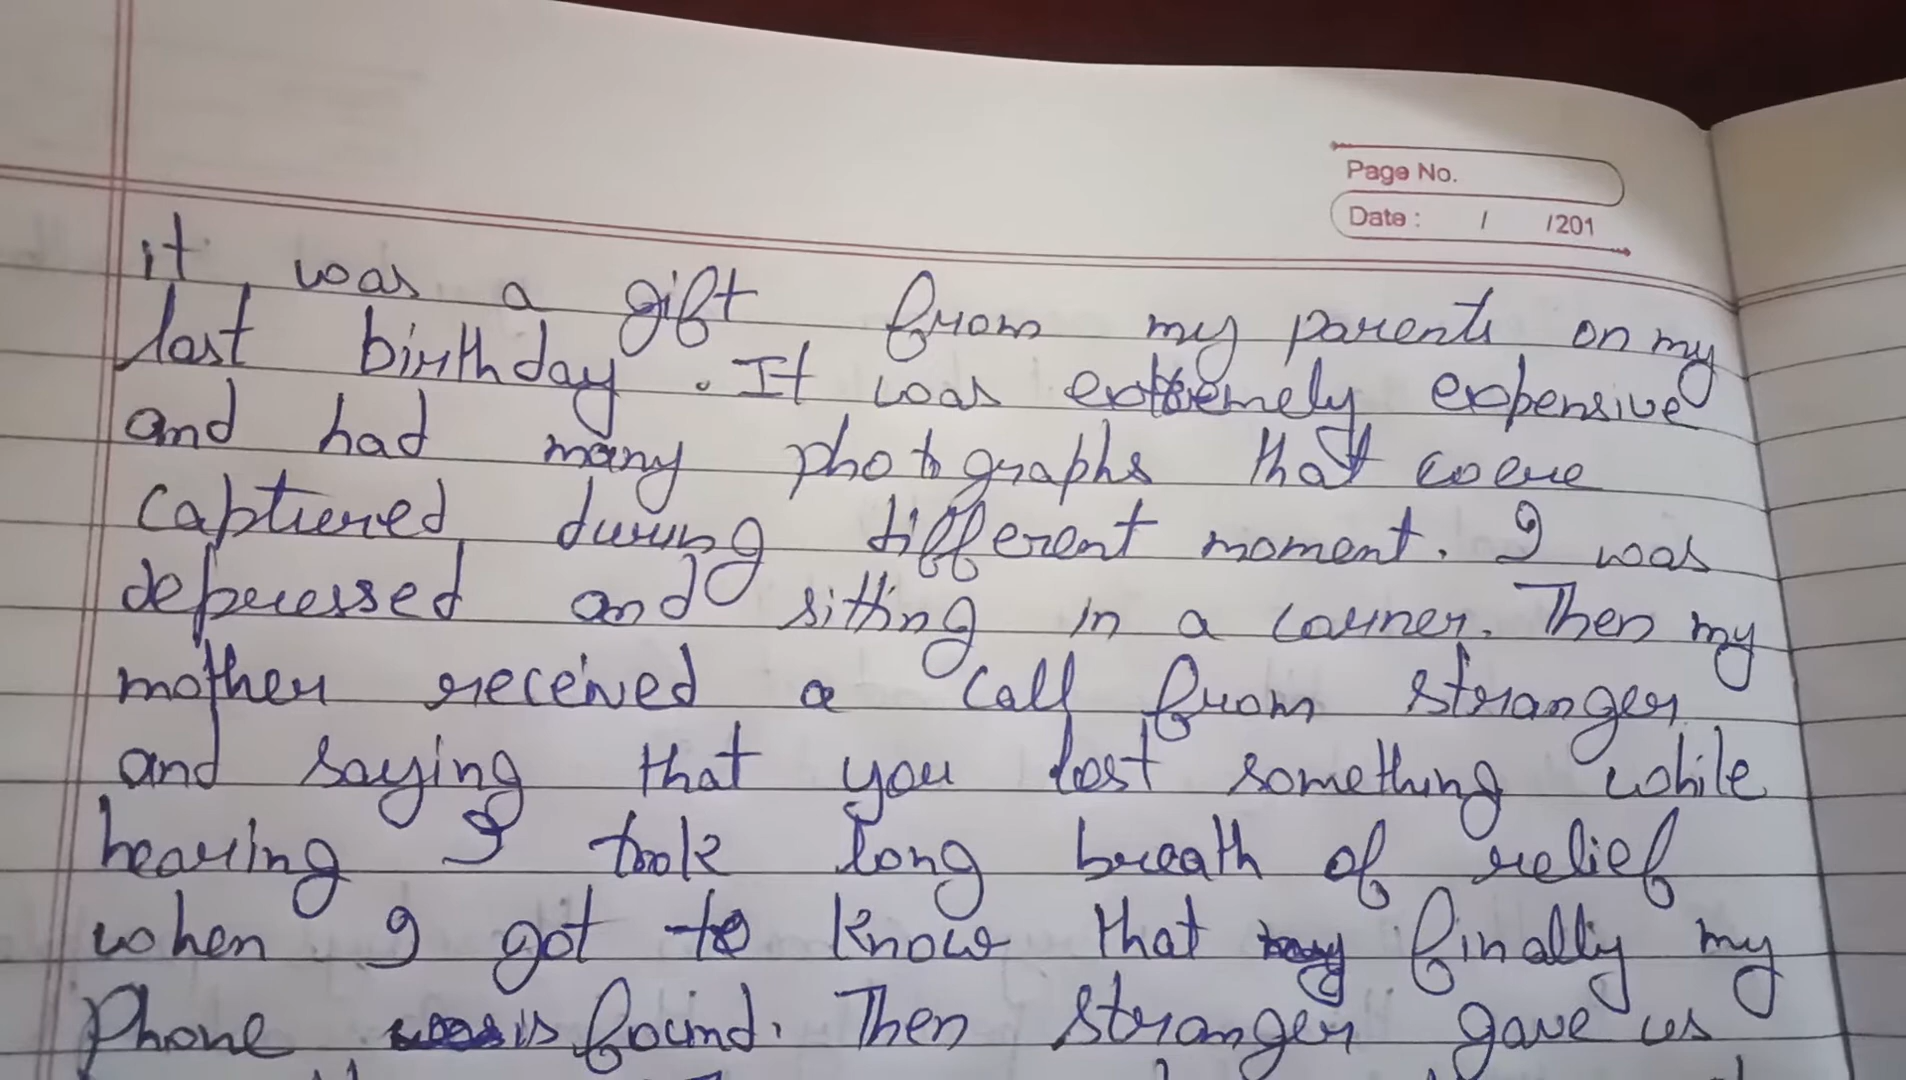 Page No.
Date : / /201
it was a gift from my parents on my
last birthday. It was extremely expensive
and had many photographs that were
captured during different moment. I was
depressed and sitting in a corner. Then my
mother received a call from stranger
and saying that you lost something while
hearing I took long breath of relief
when I got to know that my finally my
Phone is found. Then stranger gave us